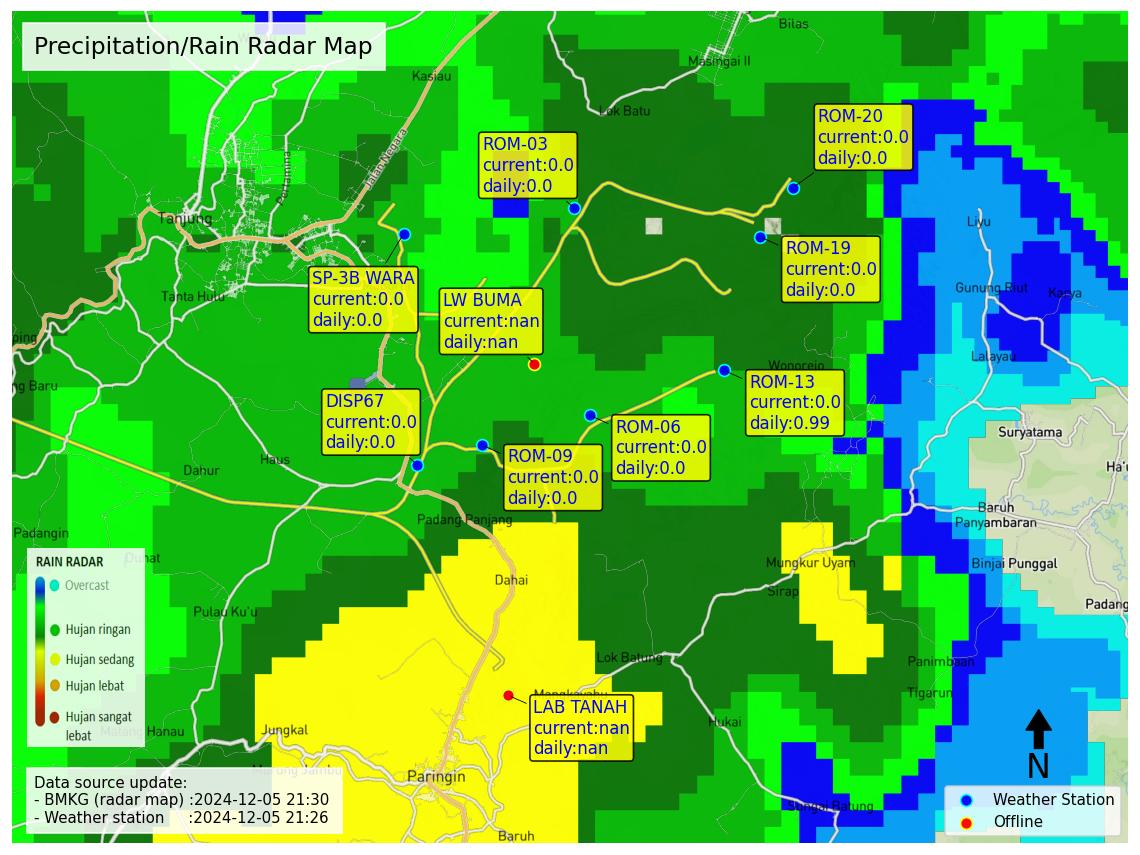 Precipitation/Rain Radar Map
Bilas
Masingai II
Kasiau
Lok Batu
ROM-20
current:0.0
daily:0.0
ROM-03
current:0.0
daily:0.0
Jalan Negara
Pertamina
Tanjung
Liyu
ROM-19
current:0.0
daily:0.0
SP-3B WARA
current:0.0
daily:0.0
Tanta Hulu
LW BUMA
current:nan
daily:nan
Gunung Riut
Karya
ping
Lalayau
Wonorejo
ng Baru
ROM-13
current:0.0
daily:0.99
DISP67
current:0.0
daily:0.0
ROM-06
current:0.0
daily:0.0
Suryatama
ROM-09
current:0.0
daily:0.0
Haus
Dahur
Ha'u
Baruh
Panyambaran
Padang Panjang
Padangin
Duhat
Mungkur Uyam
Binjai Punggal
Dahai
Sirap
Padang
Pulau Ku'u
RAIN RADAR
Overcast
Hujan ringan
Hujan sedang
Hujan lebat
Hujan sangat
lebat
Lok Batung
Panimbaan
Tigarun
Mangkayahu
LAB TANAH
current:nan
daily:nan
Hukai
Jungkal
Manau
Marung Jambu
Paringin
N
Data source update:
- BMKG (radar map) :2024-12-05 21:30
- Weather station :2024-12-05 21:26
Sungai Batung
Baruh
Weather Station
Offline